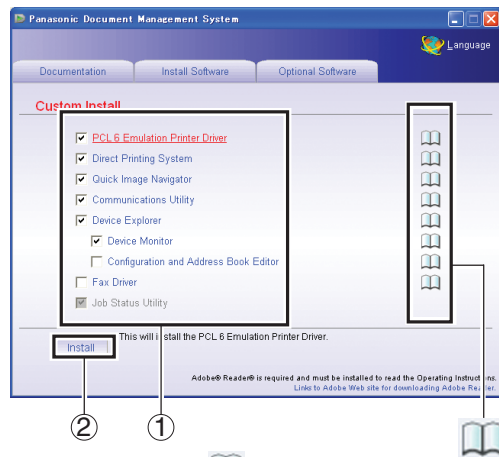 Panasonic Document Management System
Language
Documentation Install Software Optional Software
Custom Install
PCL 6 Emulation Printer Driver
Direct Printing System
Quick Image Navigator
Communications Utility
Device Explorer
Device Monitor
Configuration and Address Book Editor
Fax Driver
Job Status Utility
This will install the PCL 6 Emulation Printer Driver.
Install
Adobe® Reader® is required and must be installed to read the Operating Instructions.
Links to Adobe Web site for downloading Adobe Reader.
② ①